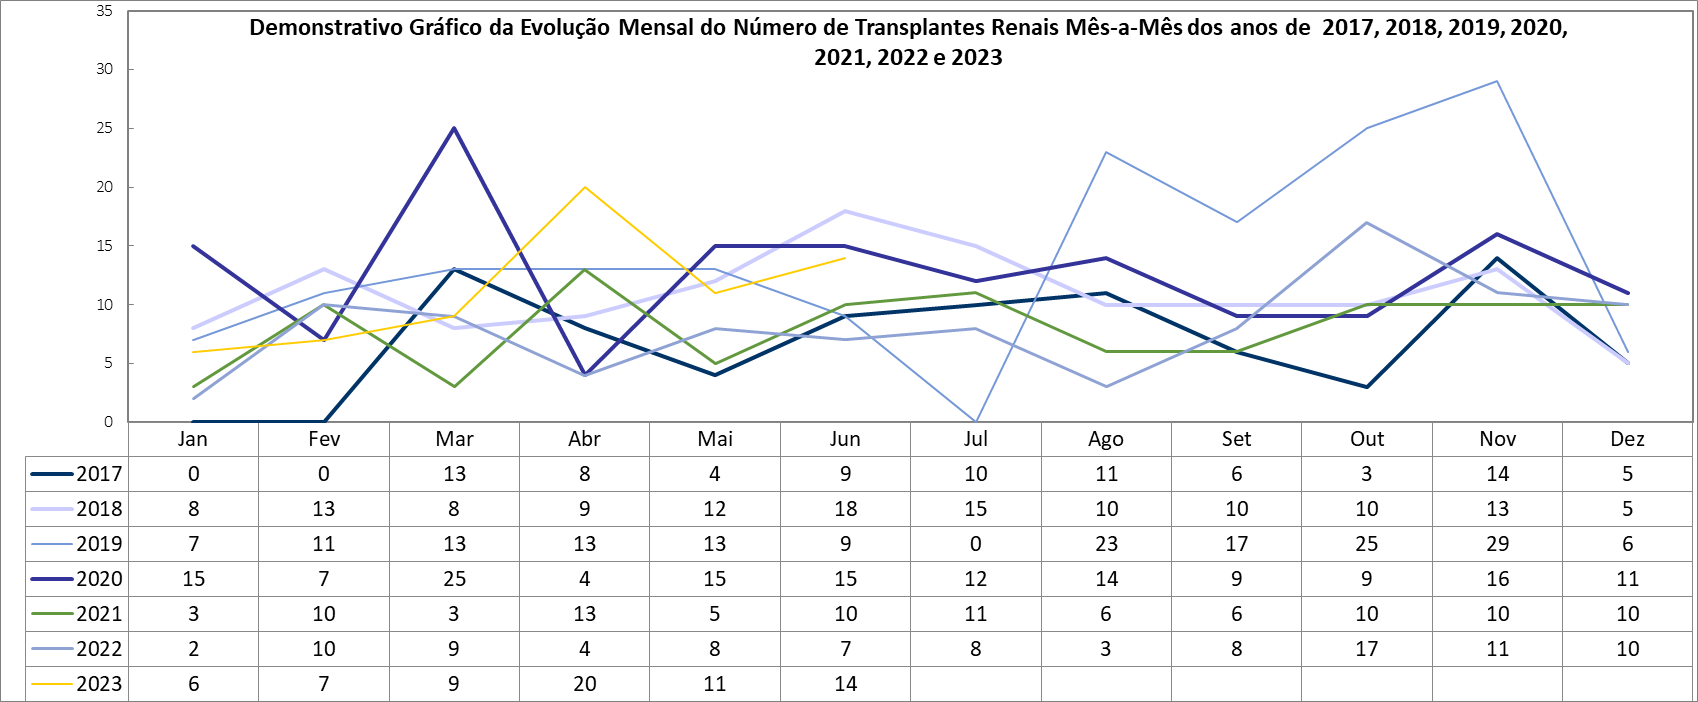 Demonstrativo Gráfico da Evolução Mensal do Número de Transplantes Renais Mês-a-Mês dos anos de 2017, 2018, 2019, 2020,
2021, 2022 e 2023
35
30
25
20
15
10
5
0
Jan Fev Mar Abr Mai Jun Jul Ago Set Out Nov Dez
2017 0 0 13 8 4 9 10 11 6 3 14 5
2018 8 13 8 9 12 18 15 10 10 10 13 5
2019 7 11 13 13 13 9 0 23 17 25 29 6
2020 15 7 25 4 15 15 12 14 9 9 16 11
2021 3 10 3 13 5 10 11 6 6 10 10 10
2022 2 10 9 4 8 7 8 3 8 17 11 10
2023 6 7 9 20 11 14